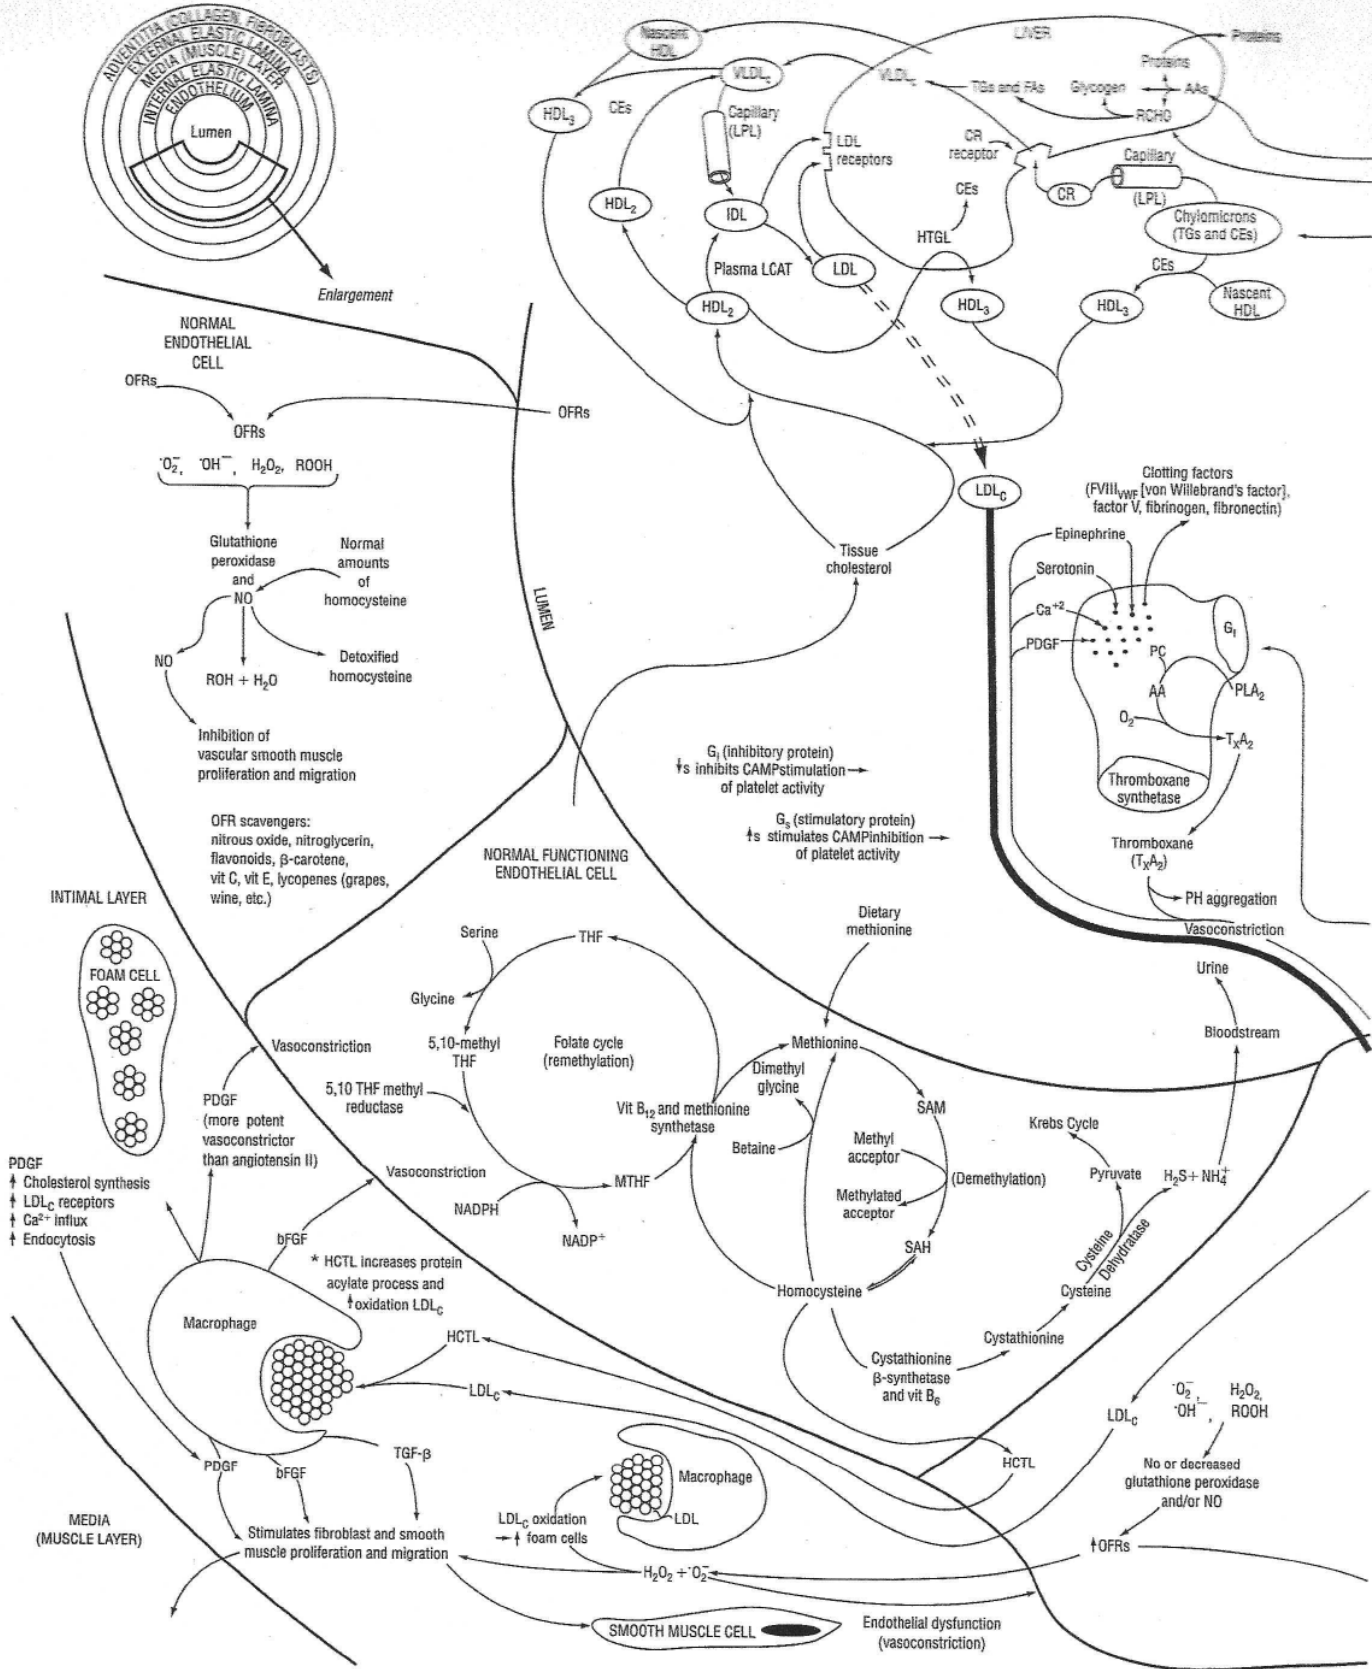 ADVENTITIA (COLLAGEN, FIBROBLASTS)
EXTERNAL ELASTIC LAMINA
MEDIA (MUSCLE) LAYER
INTERNAL ELASTIC LAMINA
ENDOTHELIUM
Lumen
Enlargement
Nascent
HDL
VLDL_c
HDL₃
CEs
Capillary
(LPL)
HDL₂
IDL
Plasma LCAT
LDL
HDL₂
LIVER
VLDL_c
TGs and FAs
Glycogen
Proteins
Proteins
AAs
RCHO
LDL
receptors
CR
receptor
CEs
HTGL
CR
Capillary
(LPL)
Chylomicrons
(TGs and CEs)
CEs
Nascent
HDL
HDL₃
HDL₃
NORMAL
ENDOTHELIAL
CELL
OFRs
OFRs
OFRs
·O₂⁻, ·OH⁻, H₂O₂, ROOH
Glutathione
peroxidase
and
NO
Normal
amounts
of
homocysteine
NO
ROH + H₂O
Detoxified
homocysteine
Inhibition of
vascular smooth muscle
proliferation and migration
OFR scavengers:
nitrous oxide, nitroglycerin,
flavonoids, β-carotene,
vit C, vit E, lycopenes (grapes,
wine, etc.)
LUMEN
Tissue
cholesterol
LDL_C
Clotting factors
(FVIII_VWF [von Willebrand's factor],
factor V, fibrinogen, fibronectin)
Epinephrine
Serotonin
Ca⁺²
PDGF
G_I
PC
AA
PLA₂
O₂
TₓA₂
Thromboxane
synthetase
Thromboxane
(TₓA₂)
PH aggregation
Vasoconstriction
G_i (inhibitory protein)
↓s inhibits CAMPstimulation →
of platelet activity
G_s (stimulatory protein)
↑s stimulates CAMPinhibition →
of platelet activity
NORMAL FUNCTIONING
ENDOTHELIAL CELL
INTIMAL LAYER
FOAM CELL
Serine
THF
Glycine
5,10-methyl
THF
Folate cycle
(remethylation)
5,10 THF methyl
reductase
Vit B₁₂ and methionine
synthetase
MTHF
NADPH
NADP⁺
Dietary
methionine
Methionine
Dimethyl
glycine
Betaine
SAM
Methyl
acceptor
(Demethylation)
Methylated
acceptor
SAH
Homocysteine
Cystathionine
β-synthetase
and vit B₆
Cystathionine
Cysteine
Cysteine
Dehydratase
Pyruvate
Krebs Cycle
H₂S + NH₄⁺
Bloodstream
Urine
Vasoconstriction
PDGF
(more potent
vasoconstrictor
than angiotensin II)
Vasoconstriction
bFGF
PDGF
↑ Cholesterol synthesis
↑ LDL_C receptors
↑ Ca²⁺ influx
↑ Endocytosis
* HCTL increases protein
acylate process and
↑oxidation LDL_C
Macrophage
HCTL
LDL_C
PDGF
bFGF
TGF-β
MEDIA
(MUSCLE LAYER)
Stimulates fibroblast and smooth
muscle proliferation and migration
LDL_C oxidation
→ ↑ foam cells
Macrophage
LDL
H₂O₂ + ·O₂⁻
SMOOTH MUSCLE CELL
Endothelial dysfunction
(vasoconstriction)
HCTL
LDL_C
·O₂⁻, H₂O₂,
·OH⁻, ROOH
No or decreased
glutathione peroxidase
and/or NO
↑OFRs